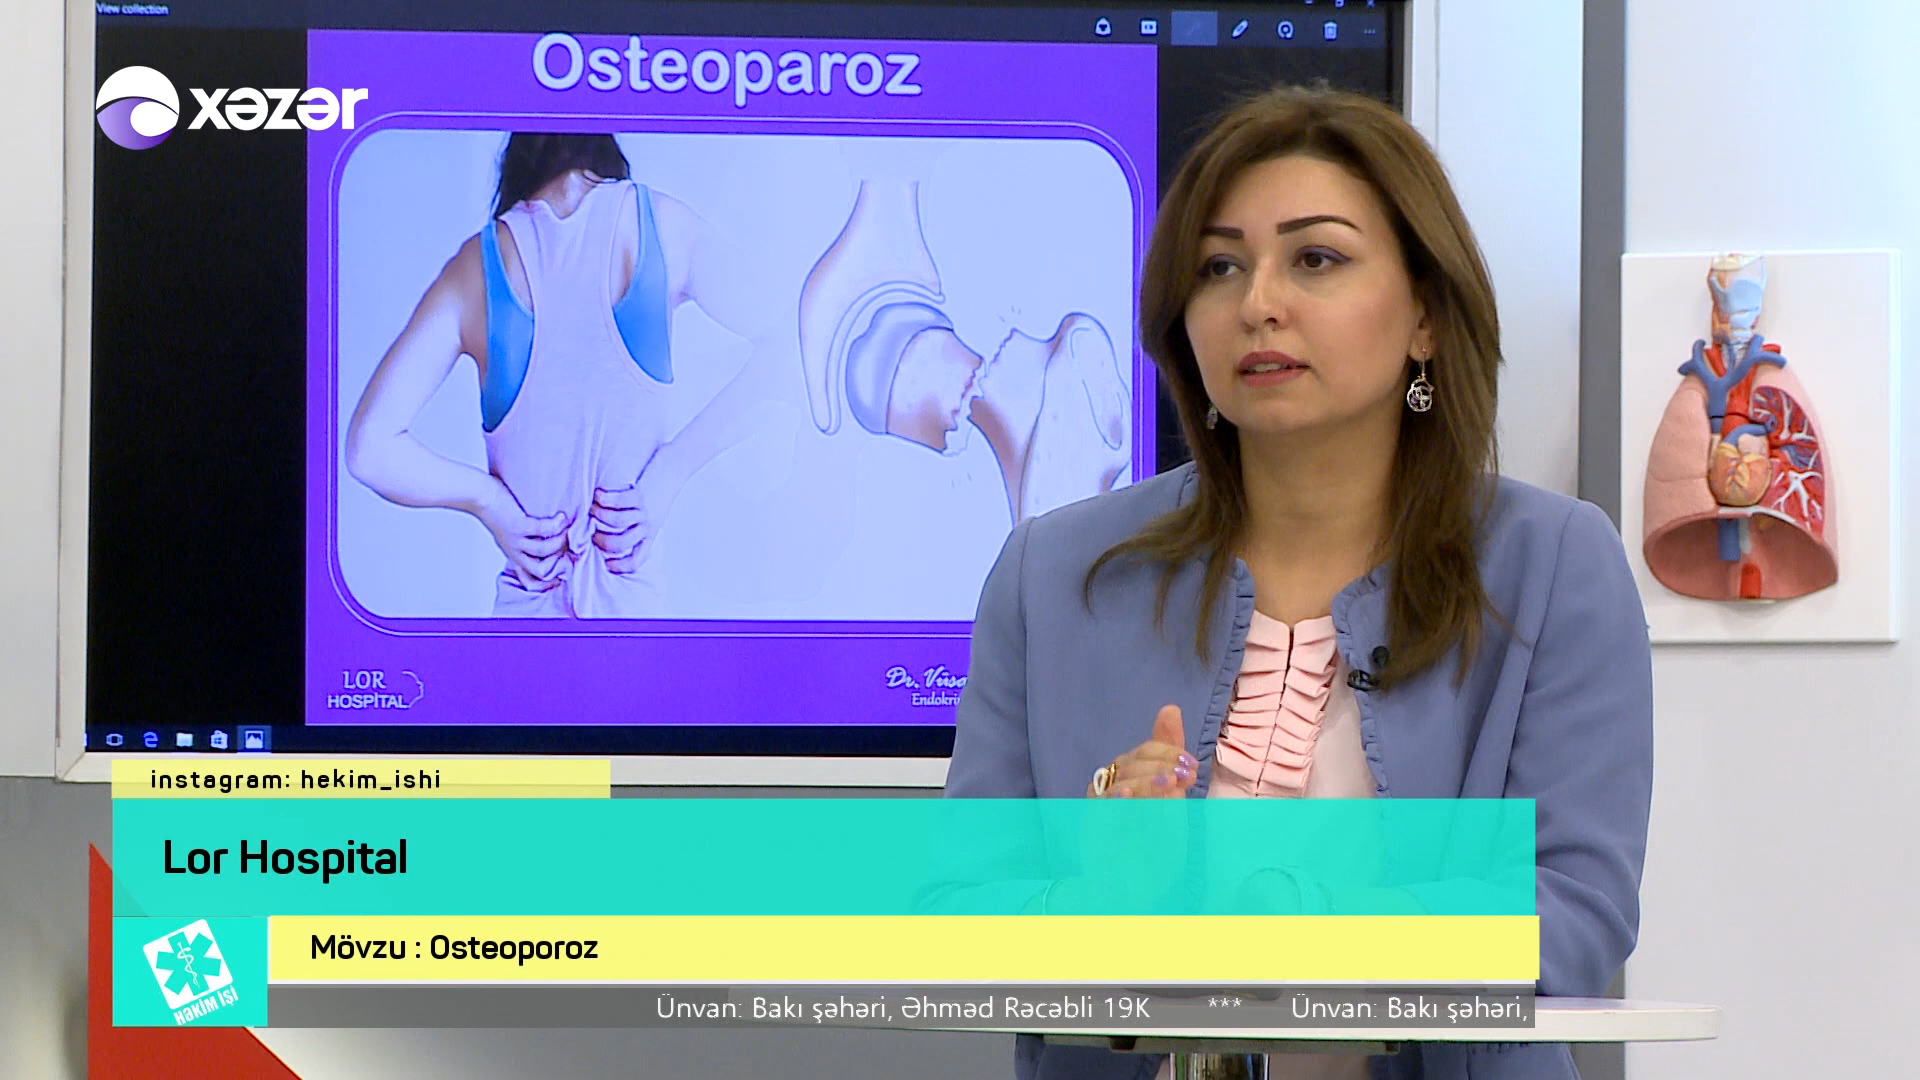 View collection
Osteoparoz
xəzər
LOR
HOSPİTAL
Dr.
instagram: hekim_ishi
Lor Hospital
Mövzu : Osteoporoz
HƏKİM İŞİ
Ünvan: Bakı şəhəri, Əhməd Rəcəbli 19K *** Ünvan: Bakı şəhəri,